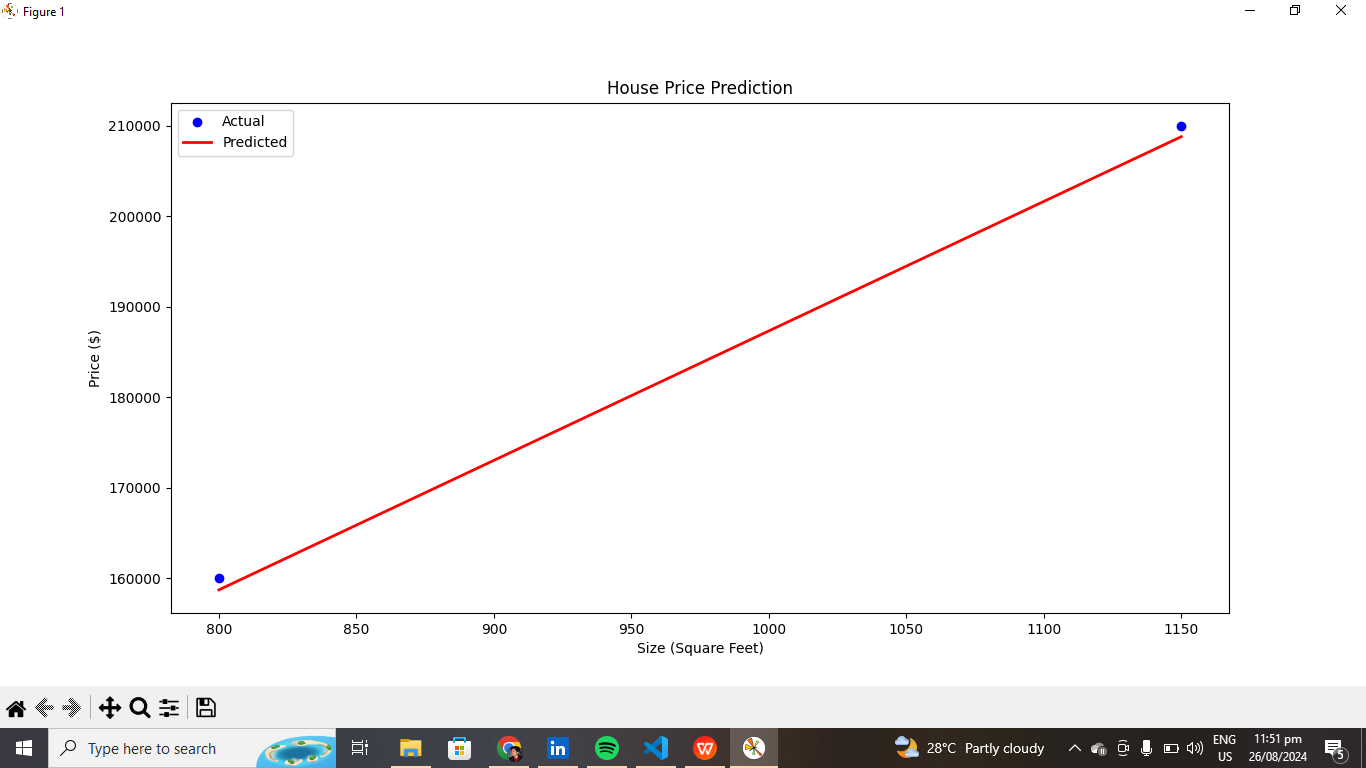 Figure 1
House Price Prediction
Actual
Predicted
210000
200000
190000
180000
170000
160000
Price ($)
800 850 900 950 1000 1050 1100 1150
Size (Square Feet)
Type here to search
in
W
28°C Partly cloudy
ENG
US
11:51 pm
26/08/2024
5